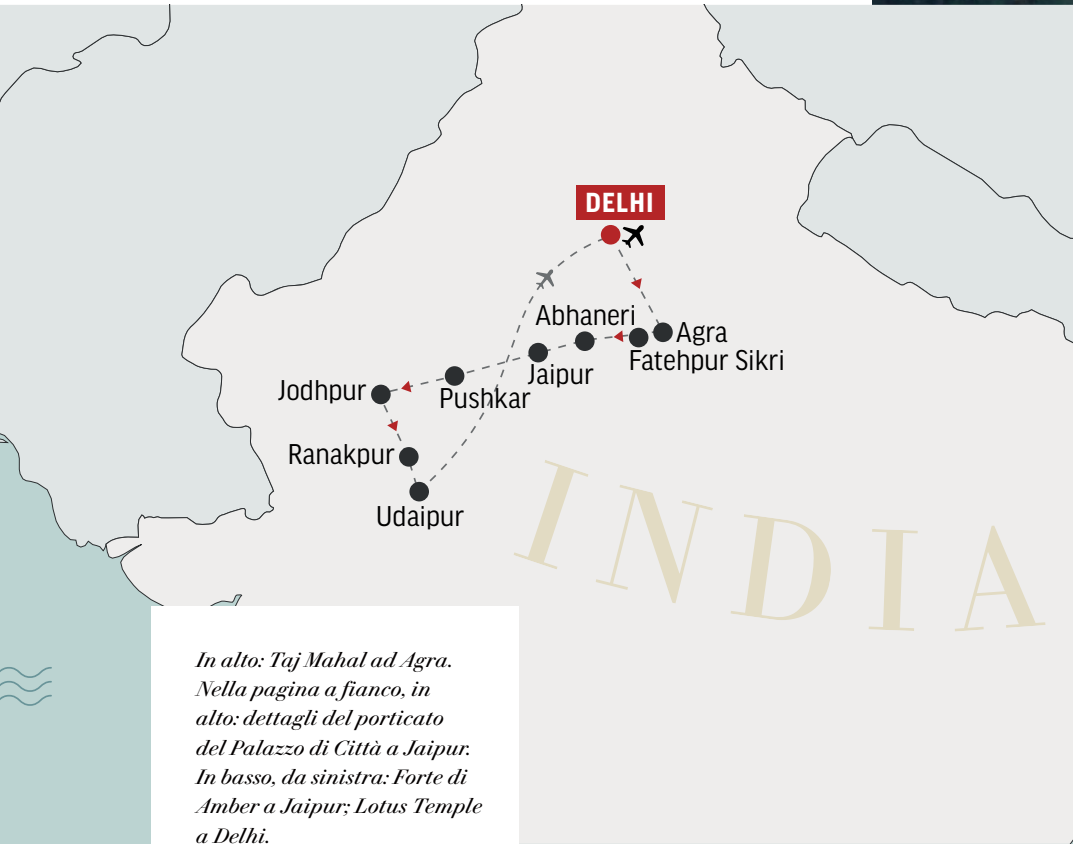 DELHI
Abhaneri
Agra
Fatehpur Sikri
Jaipur
Jodhpur
Pushkar
Ranakpur
Udaipur
INDIA
In alto: Taj Mahal ad Agra.
Nella pagina a fianco, in
alto: dettagli del porticato
del Palazzo di Città a Jaipur.
In basso, da sinistra: Forte di
Amber a Jaipur; Lotus Temple
a Delhi.